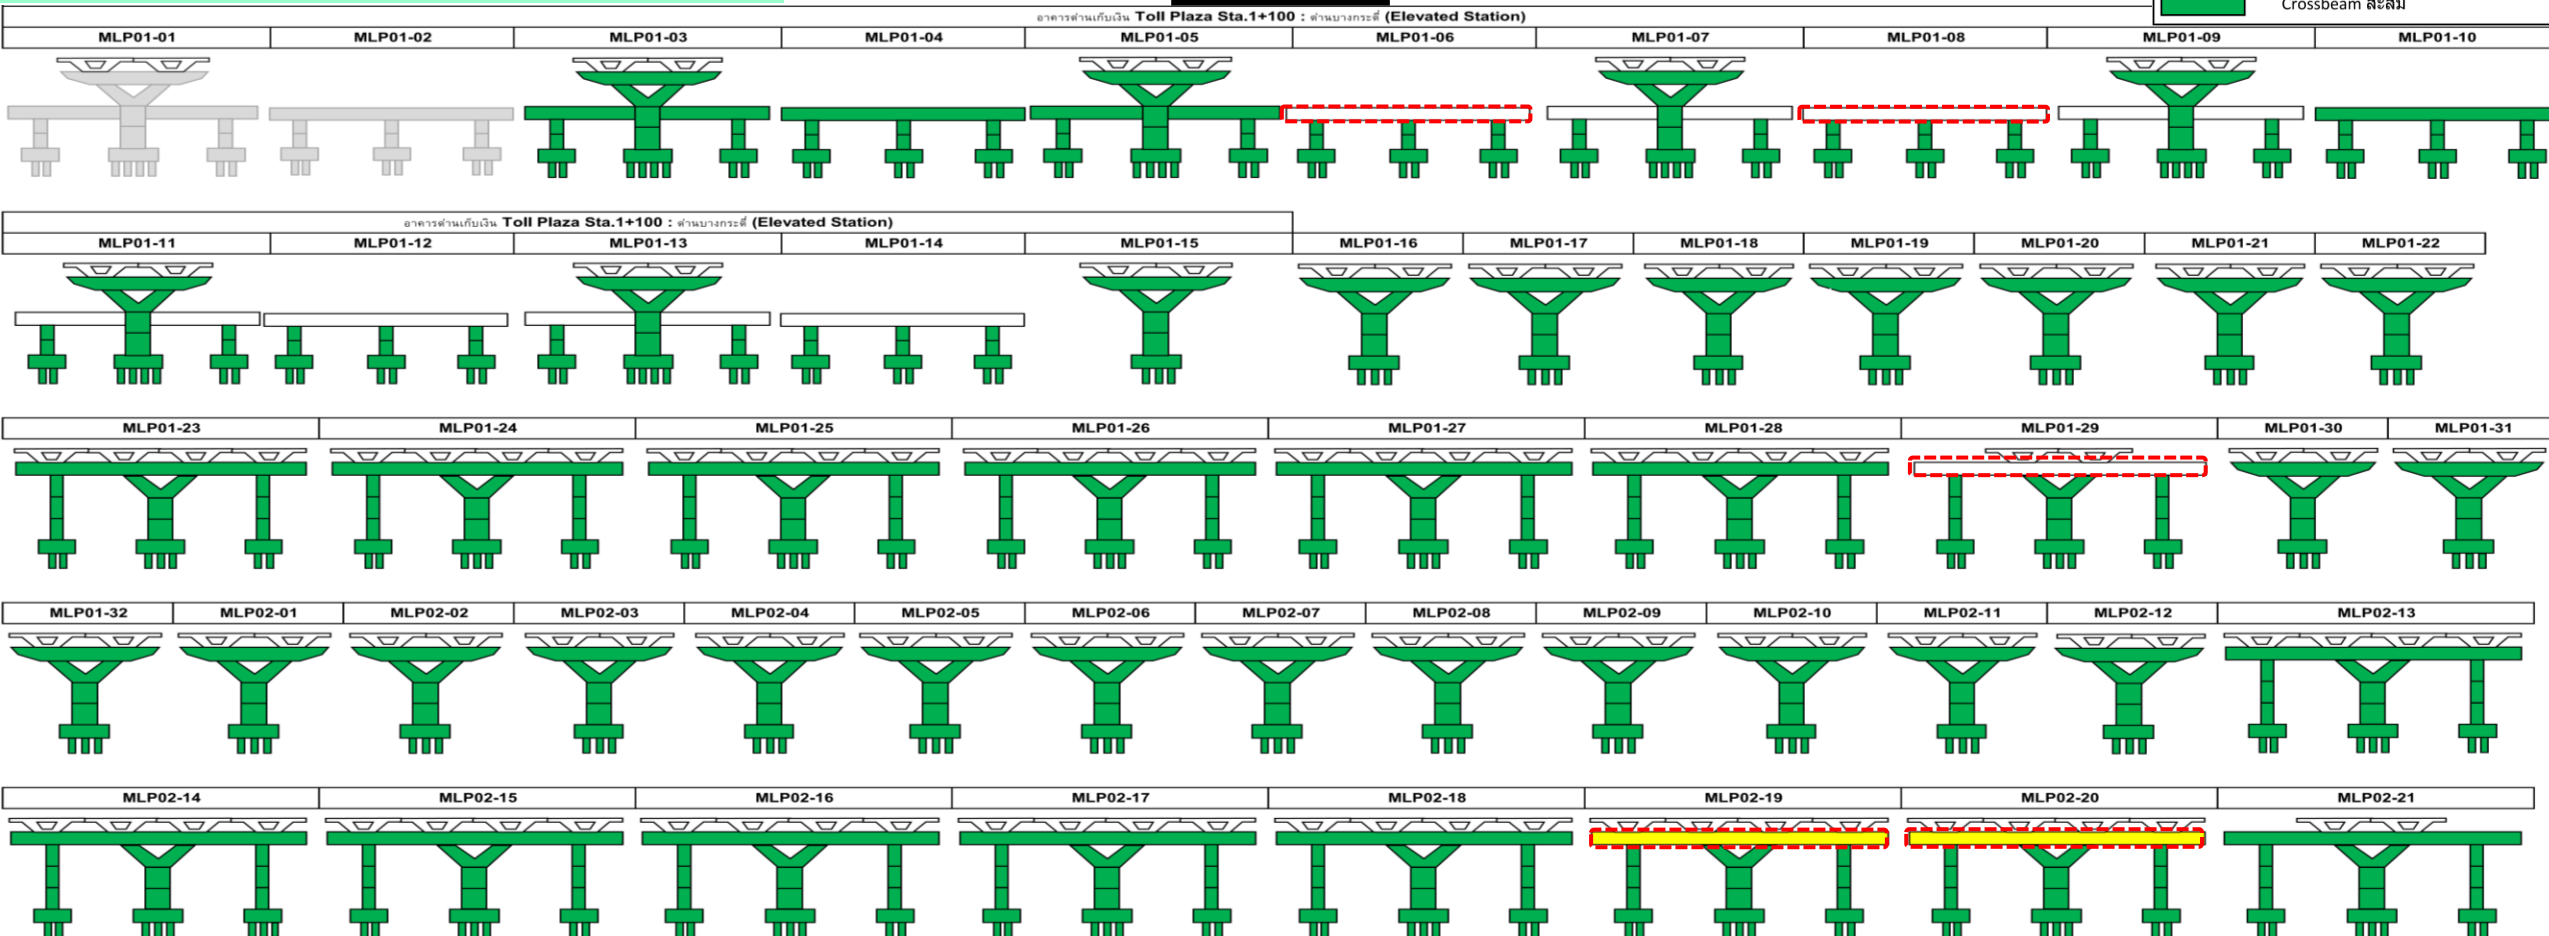 Crossbeam สะสม
อาคารด่านเก็บเงิน Toll Plaza Sta.1+100 : ด่านบางกระดี่ (Elevated Station)
MLP01-01 MLP01-02 MLP01-03 MLP01-04 MLP01-05 MLP01-06 MLP01-07 MLP01-08 MLP01-09 MLP01-10
อาคารด่านเก็บเงิน Toll Plaza Sta.1+100 : ด่านบางกระดี่ (Elevated Station)
MLP01-11 MLP01-12 MLP01-13 MLP01-14 MLP01-15 MLP01-16 MLP01-17 MLP01-18 MLP01-19 MLP01-20 MLP01-21 MLP01-22
MLP01-23 MLP01-24 MLP01-25 MLP01-26 MLP01-27 MLP01-28 MLP01-29 MLP01-30 MLP01-31
MLP01-32 MLP02-01 MLP02-02 MLP02-03 MLP02-04 MLP02-05 MLP02-06 MLP02-07 MLP02-08 MLP02-09 MLP02-10 MLP02-11 MLP02-12 MLP02-13
MLP02-14 MLP02-15 MLP02-16 MLP02-17 MLP02-18 MLP02-19 MLP02-20 MLP02-21